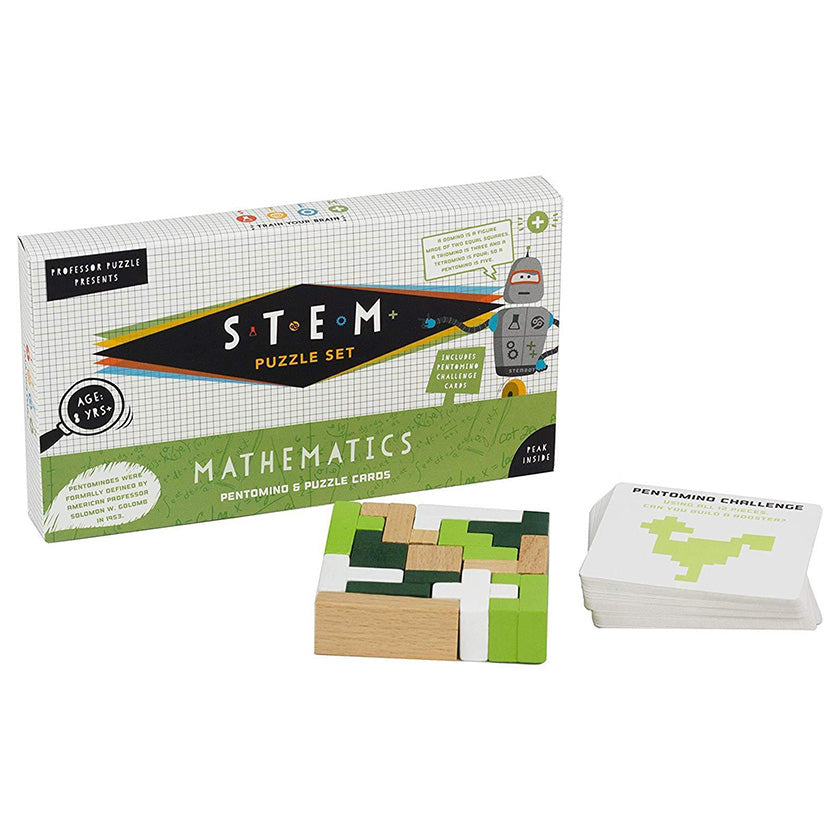 S T E M
TRAIN YOUR BRAIN
PROFESSOR PUZZLE
PRESENTS
A DOMINO IS A FIGURE
MADE OF TWO EQUAL SQUARES,
A TRIOMINO IS THREE AND A
TETROMINO IS FOUR; SO A
PENTOMINO IS FIVE.
S T E M +
PUZZLE SET
INCLUDES
PENTOMINO
CHALLENGE
CARDS
STEMBOT
AGE:
8 YRS+
MATHEMATICS
PENTOMINO & PUZZLE CARDS
PEAK
INSIDE
PENTOMINOES WERE
FORMALLY DEFINED BY
AMERICAN PROFESSOR
SOLOMON W. GOLOMB
IN 1953.
PENTOMINO CHALLENGE
USING ALL 12 PIECES,
CAN YOU BUILD A ROOSTER?